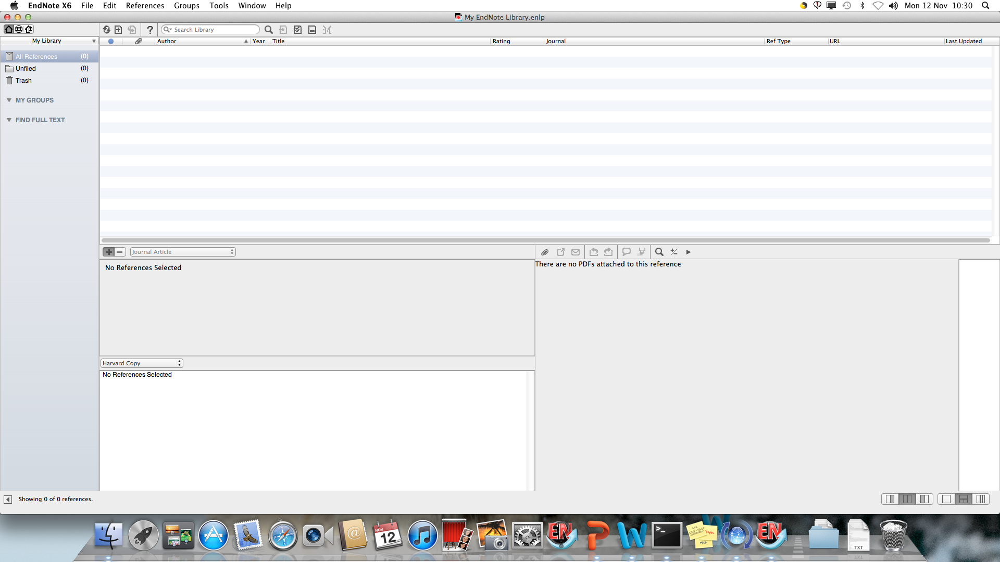 EndNote X6 File Edit References Groups Tools Window Help Mon 12 Nov 10:30
My EndNote Library.enlp
Search Library
My Library
Author Year Title Rating Journal Ref Type URL Last Updated
All References (0)
Unfiled (0)
Trash (0)
MY GROUPS
FIND FULL TEXT
Journal Article
No References Selected
There are no PDFs attached to this reference
Harvard Copy
No References Selected
Showing 0 of 0 references.
NOV
12
EN
EN
TXT